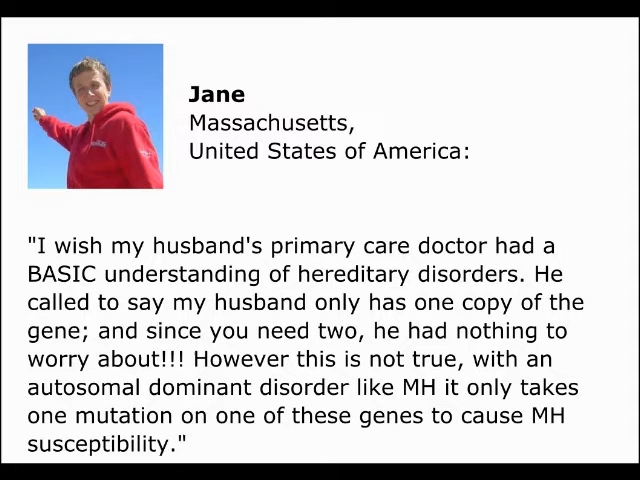 Jane
Massachusetts,
United States of America:
"I wish my husband's primary care doctor had a
BASIC understanding of hereditary disorders. He
called to say my husband only has one copy of the
gene; and since you need two, he had nothing to
worry about!!! However this is not true, with an
autosomal dominant disorder like MH it only takes
one mutation on one of these genes to cause MH
susceptibility."